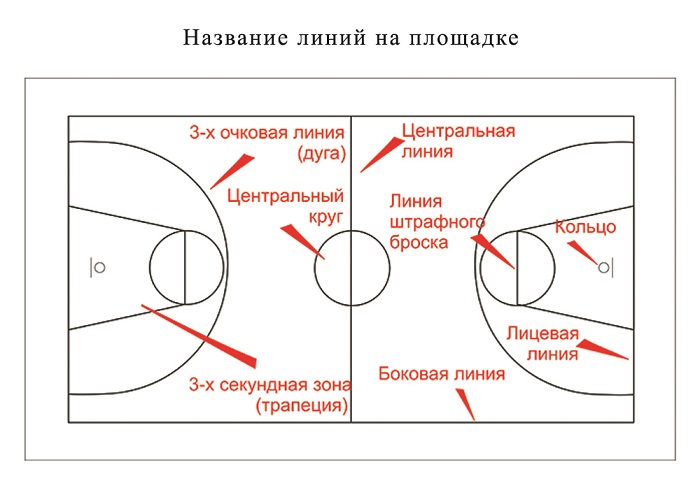 Название линий на площадке
3-х очковая линия
(дуга)
Центральная
линия
Центральный
круг
Линия
штрафного
броска
Кольцо
Лицевая
линия
Боковая линия
3-х секундная зона
(трапеция)